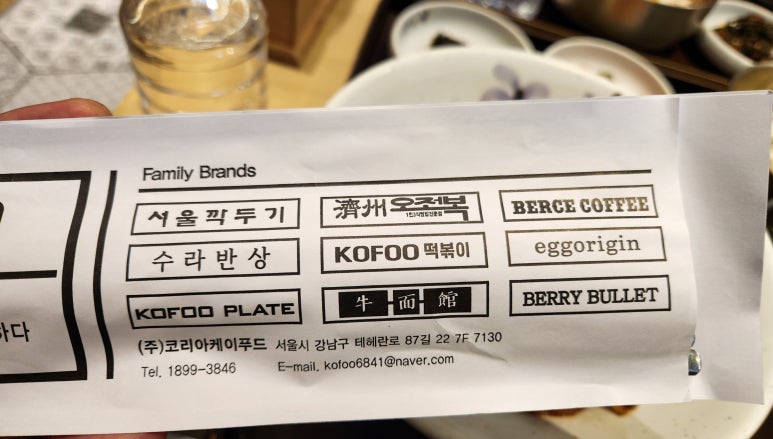 Family Brands
서울깍두기
濟州 오전복
BERCE COFFEE
수라반상
KOFOO 떡볶이
eggorigin
KOFOO PLATE
牛面館
BERRY BULLET
(주)코리아케이푸드 서울시 강남구 테헤란로 87길 22 7F 7130
Tel. 1899-3846 E-mail. kofoo6841@naver.com
하다